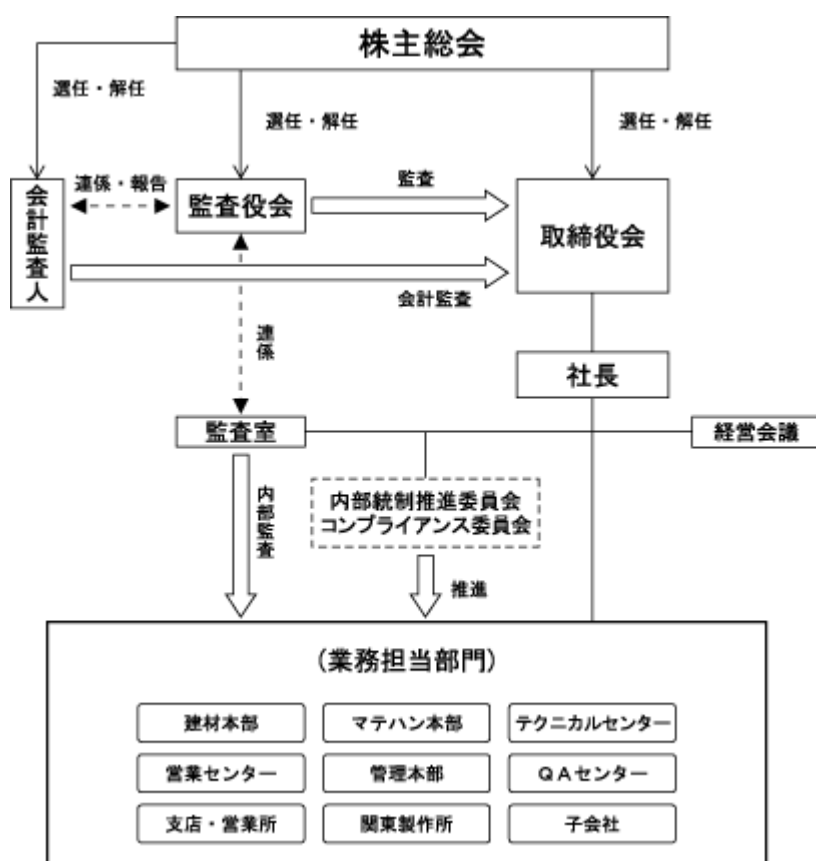 株主総会
選任・解任
選任・解任
選任・解任
会計監査人
連係・報告
監査役会
監査
取締役会
会計監査
連係
社長
監査室
経営会議
内部監査
内部統制推進委員会
コンプライアンス委員会
推進
(業務担当部門)
建材本部
マテハン本部
テクニカルセンター
営業センター
管理本部
QAセンター
支店・営業所
関東製作所
子会社